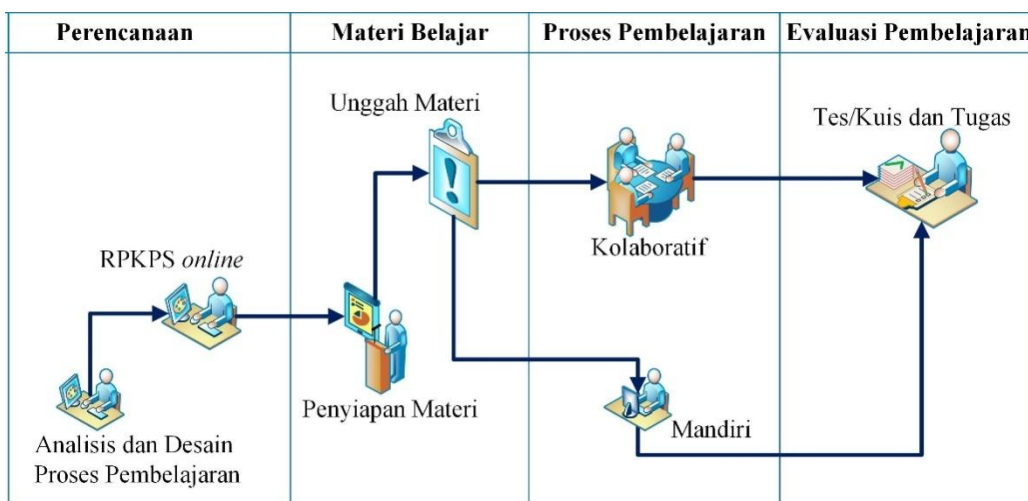 Perencanaan
Materi Belajar
Proses Pembelajaran
Evaluasi Pembelajaran
Unggah Materi
Tes/Kuis dan Tugas
Kolaboratif
RPKPS online
Penyiapan Materi
Mandiri
Analisis dan Desain
Proses Pembelajaran